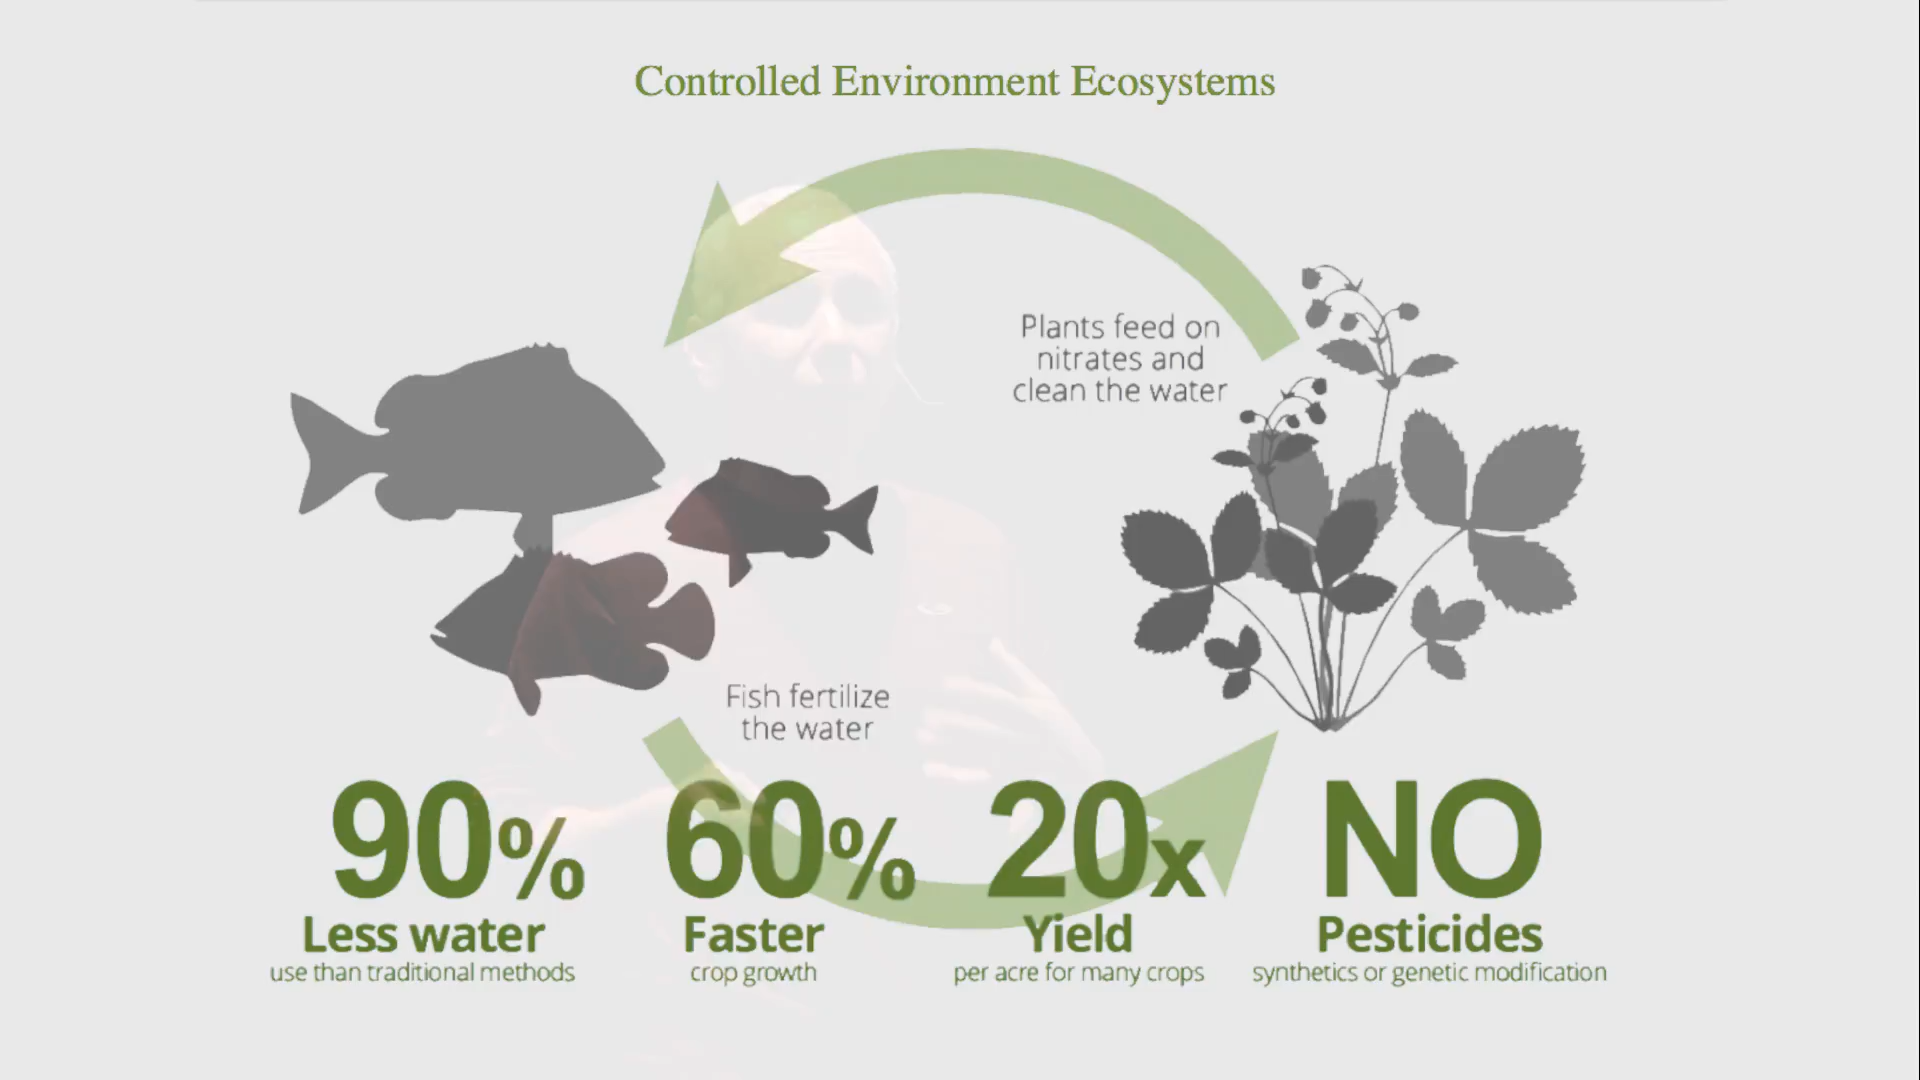 Controlled Environment Ecosystems
Plants feed on
nitrates and
clean the water
Fish fertilize
the water
90%
Less water
use than traditional methods
60%
Faster
crop growth
20x
Yield
per acre for many crops
NO
Pesticides
synthetics or genetic modification